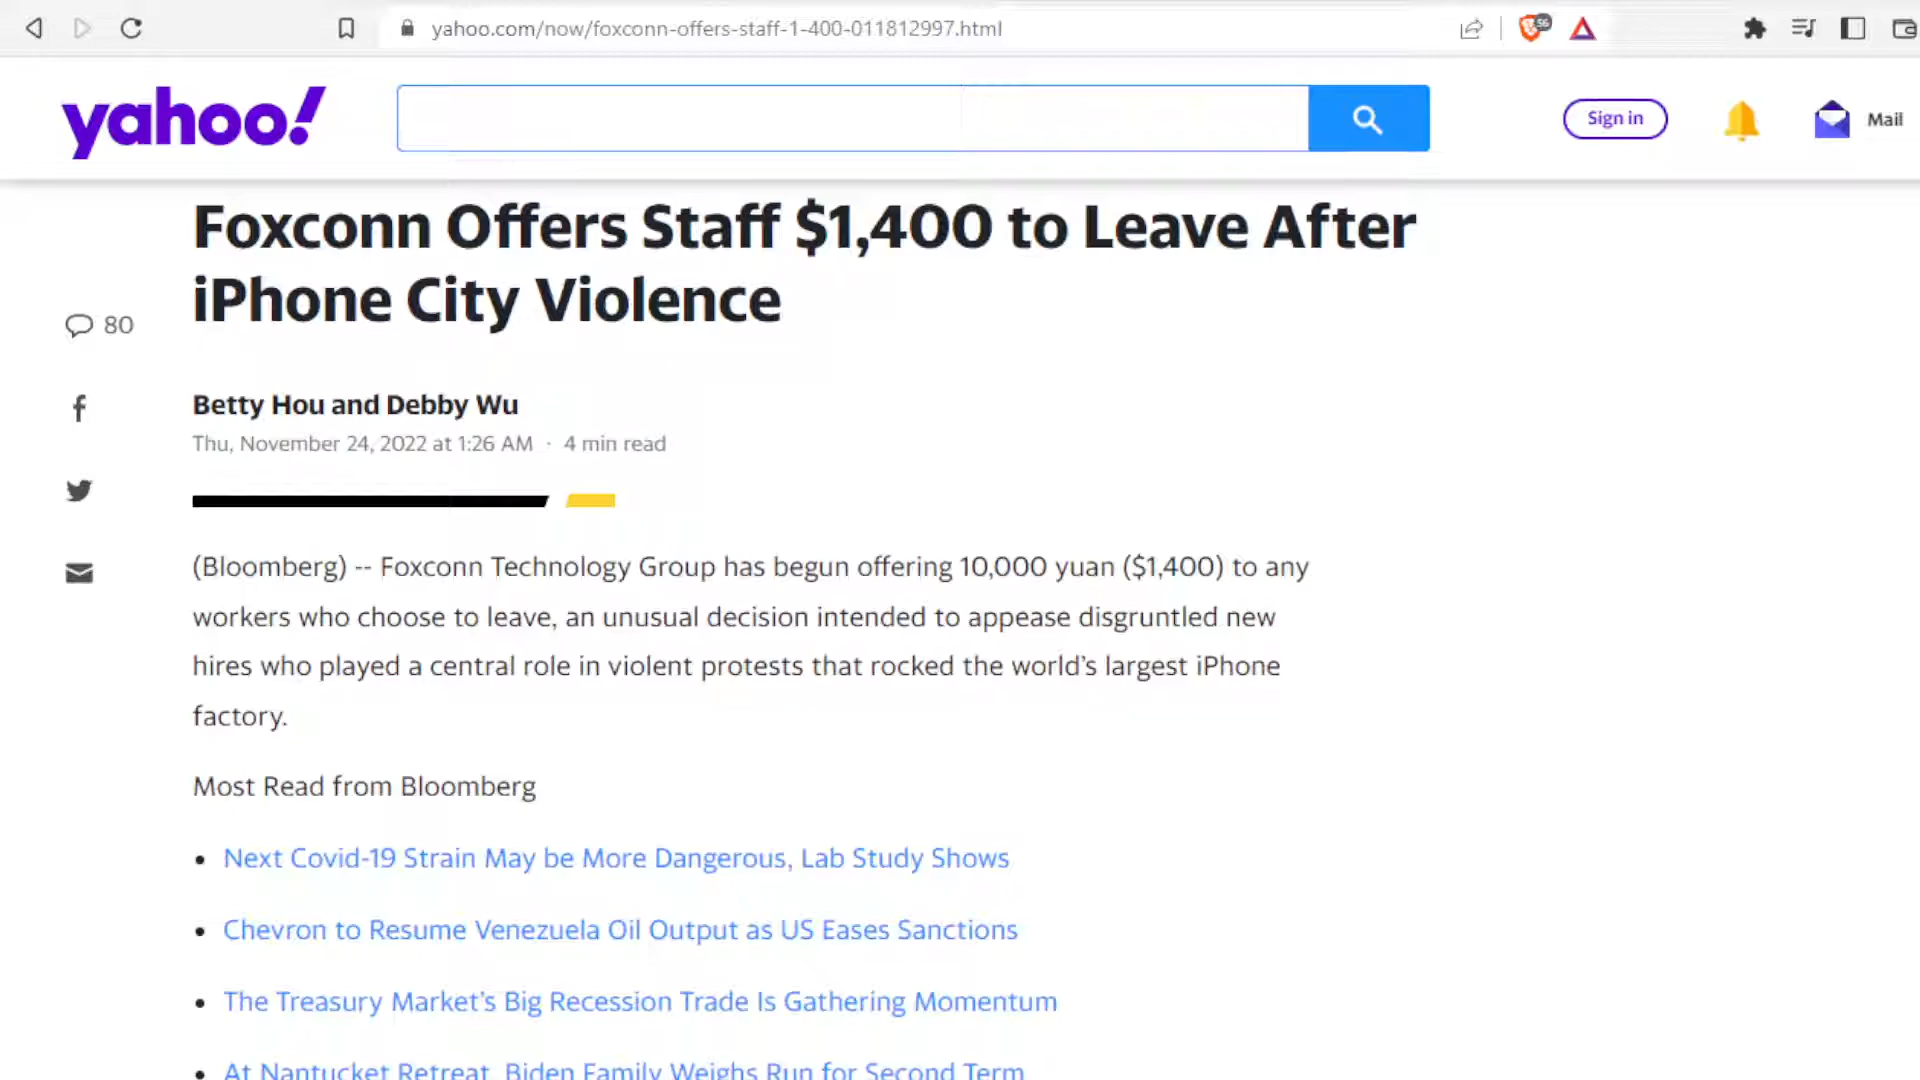 yahoo.com/now/foxconn-offers-staff-1-400-011812997.html
56
yahoo!
Sign in
Mail
Foxconn Offers Staff $1,400 to Leave After
iPhone City Violence
80
Betty Hou and Debby Wu
Thu, November 24, 2022 at 1:26 AM · 4 min read
(Bloomberg) -- Foxconn Technology Group has begun offering 10,000 yuan ($1,400) to any
workers who choose to leave, an unusual decision intended to appease disgruntled new
hires who played a central role in violent protests that rocked the world’s largest iPhone
factory.
Most Read from Bloomberg
• Next Covid-19 Strain May be More Dangerous, Lab Study Shows
• Chevron to Resume Venezuela Oil Output as US Eases Sanctions
• The Treasury Market’s Big Recession Trade Is Gathering Momentum
• At Nantucket Retreat, Biden Family Weighs Run for Second Term